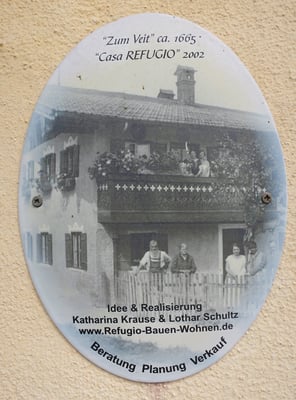 "Zum Veit" ca. 1665
"Casa REFUGIO" 2002
Idee & Realisierung
Katharina Krause & Lothar Schultz
www.Refugio-Bauen-Wohnen.de
Beratung Planung Verkauf